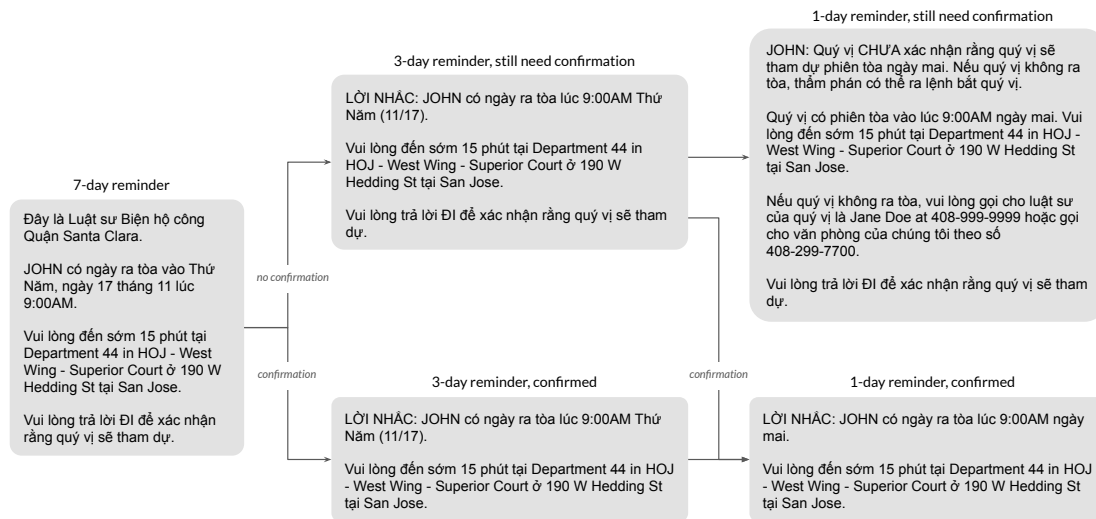 7-day reminder
Đây là Luật sư Biện hộ công
Quận Santa Clara.
JOHN có ngày ra tòa vào Thứ
Năm, ngày 17 tháng 11 lúc
9:00AM.
Vui lòng đến sớm 15 phút tại
Department 44 in HOJ - West
Wing - Superior Court ở 190 W
Hedding St tại San Jose.
Vui lòng trả lời ĐI để xác nhận
rằng quý vị sẽ tham dự.
no confirmation
confirmation
3-day reminder, still need confirmation
LỜI NHẮC: JOHN có ngày ra tòa lúc 9:00AM Thứ
Năm (11/17).
Vui lòng đến sớm 15 phút tại Department 44 in
HOJ - West Wing - Superior Court ở 190 W
Hedding St tại San Jose.
Vui lòng trả lời ĐI để xác nhận rằng quý vị sẽ tham
dự.
3-day reminder, confirmed
LỜI NHẮC: JOHN có ngày ra tòa lúc 9:00AM Thứ
Năm (11/17).
Vui lòng đến sớm 15 phút tại Department 44 in HOJ
- West Wing - Superior Court ở 190 W Hedding St
tại San Jose.
confirmation
1-day reminder, still need confirmation
JOHN: Quý vị CHƯA xác nhận rằng quý vị sẽ
tham dự phiên tòa ngày mai. Nếu quý vị không ra
tòa, thẩm phán có thể ra lệnh bắt quý vị.
Quý vị có phiên tòa vào lúc 9:00AM ngày mai. Vui
lòng đến sớm 15 phút tại Department 44 in HOJ -
West Wing - Superior Court ở 190 W Hedding St
tại San Jose.
Nếu quý vị không ra tòa, vui lòng gọi cho luật sư
của quý vị là Jane Doe at 408-999-9999 hoặc gọi
cho văn phòng của chúng tôi theo số
408-299-7700.
Vui lòng trả lời ĐI để xác nhận rằng quý vị sẽ tham
dự.
1-day reminder, confirmed
LỜI NHẮC: JOHN có ngày ra tòa lúc 9:00AM ngày
mai.
Vui lòng đến sớm 15 phút tại Department 44 in HOJ
- West Wing - Superior Court ở 190 W Hedding St
tại San Jose.